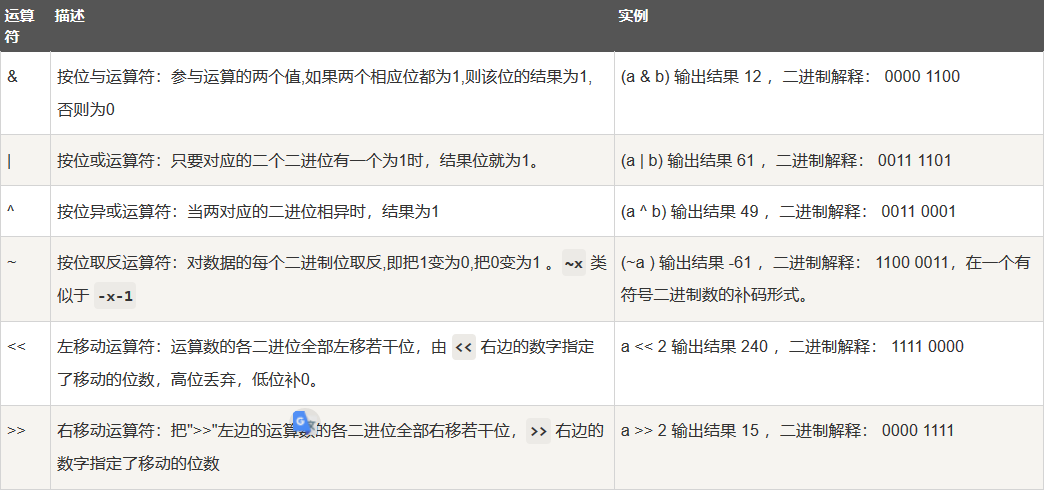 运算符 描述 实例
& 按位与运算符：参与运算的两个值,如果两个相应位都为1,则该位的结果为1,否则为0 (a & b) 输出结果 12 ，二进制解释： 0000 1100
| 按位或运算符：只要对应的二个二进位有一个为1时，结果位就为1。 (a | b) 输出结果 61 ，二进制解释： 0011 1101
^ 按位异或运算符：当两对应的二进位相异时，结果为1 (a ^ b) 输出结果 49 ，二进制解释： 0011 0001
~ 按位取反运算符：对数据的每个二进制位取反,即把1变为0,把0变为1 。~x 类似于 -x-1 (~a ) 输出结果 -61 ，二进制解释： 1100 0011，在一个有符号二进制数的补码形式。
<< 左移动运算符：运算数的各二进位全部左移若干位，由 << 右边的数字指定了移动的位数，高位丢弃，低位补0。 a << 2 输出结果 240 ，二进制解释： 1111 0000
>> 右移动运算符：把">>"左边的运算数的各二进位全部右移若干位，>> 右边的数字指定了移动的位数 a >> 2 输出结果 15 ，二进制解释： 0000 1111